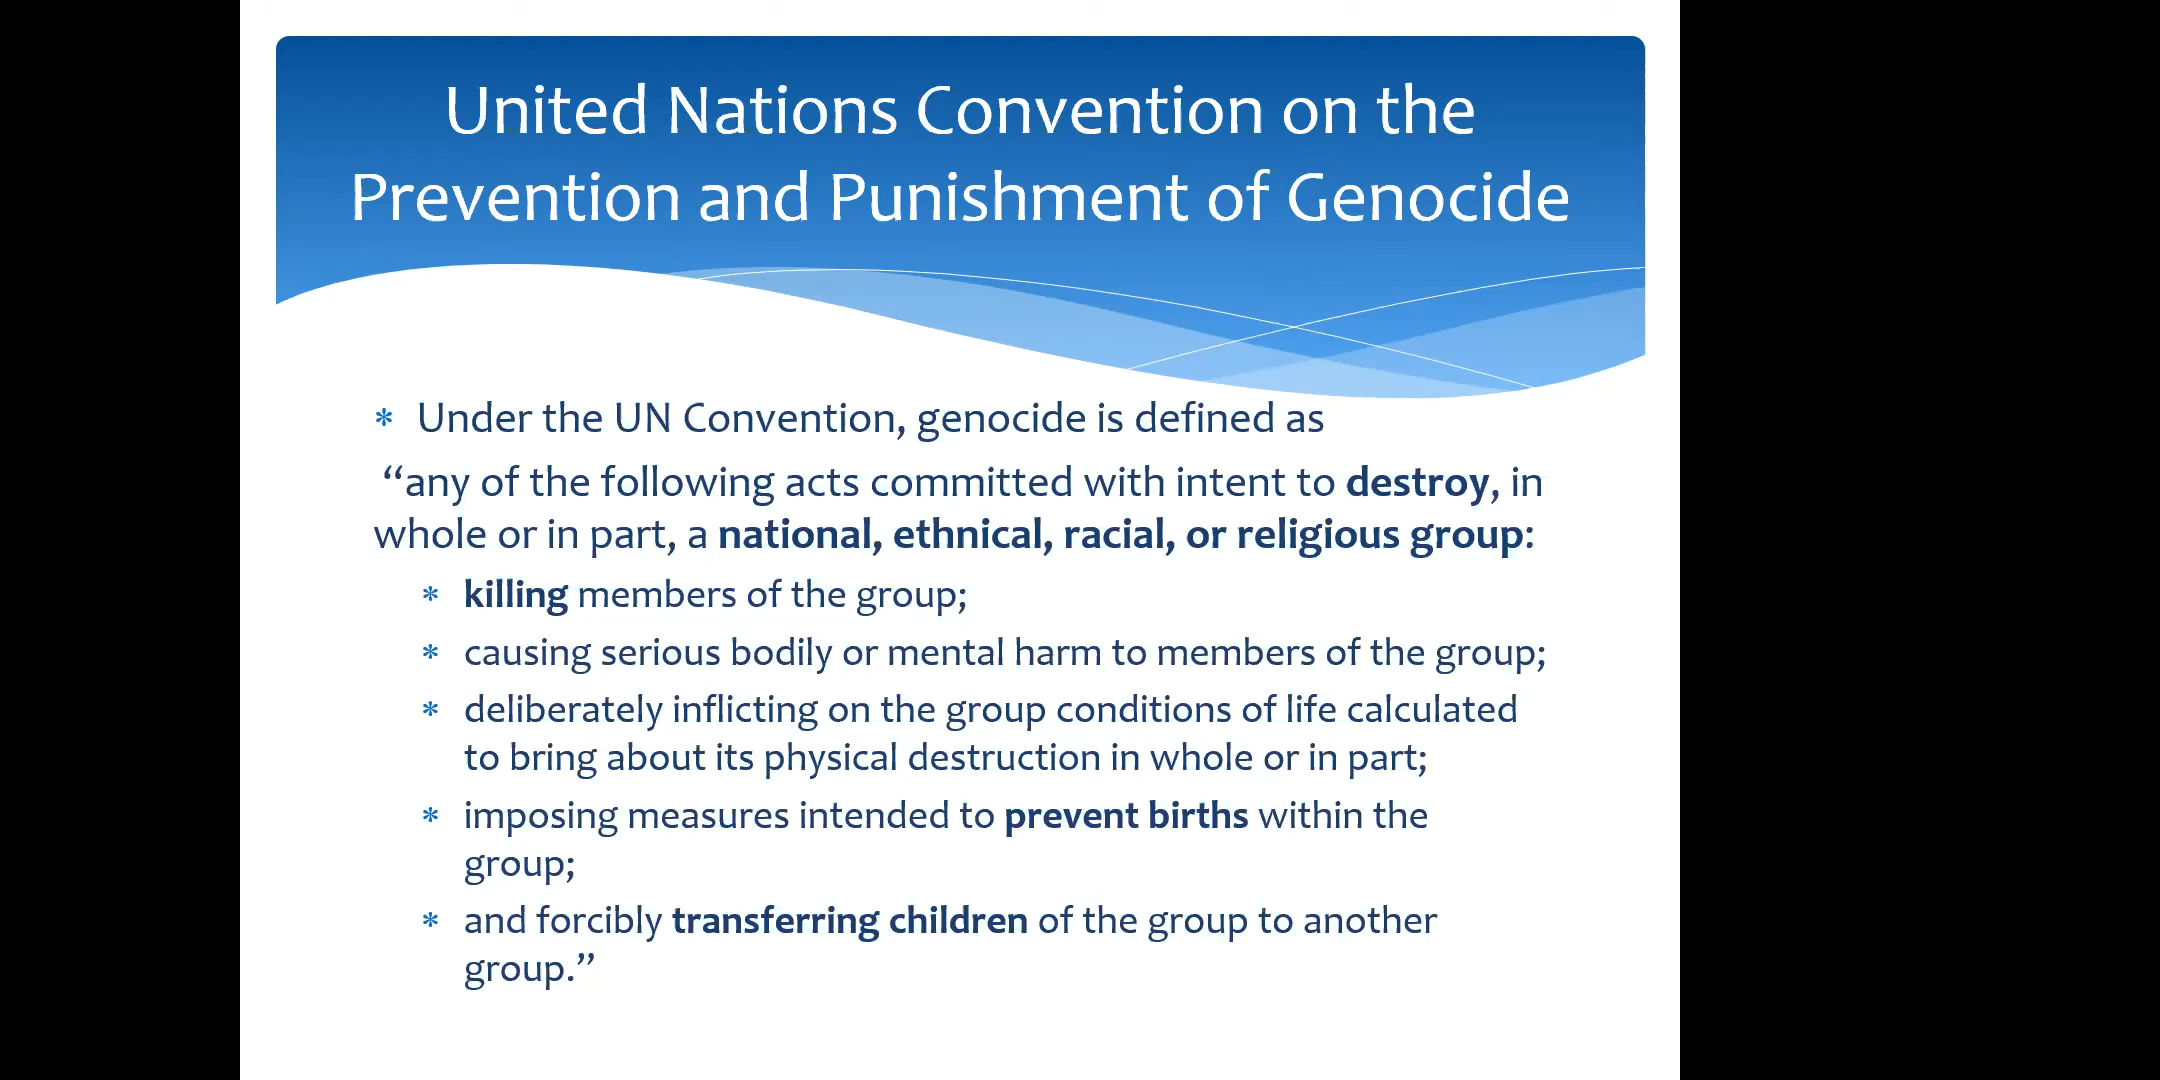 United Nations Convention on the
Prevention and Punishment of Genocide
* Under the UN Convention, genocide is defined as
“any of the following acts committed with intent to destroy, in
whole or in part, a national, ethnical, racial, or religious group:
* killing members of the group;
* causing serious bodily or mental harm to members of the group;
* deliberately inflicting on the group conditions of life calculated
to bring about its physical destruction in whole or in part;
* imposing measures intended to prevent births within the
group;
* and forcibly transferring children of the group to another
group.”